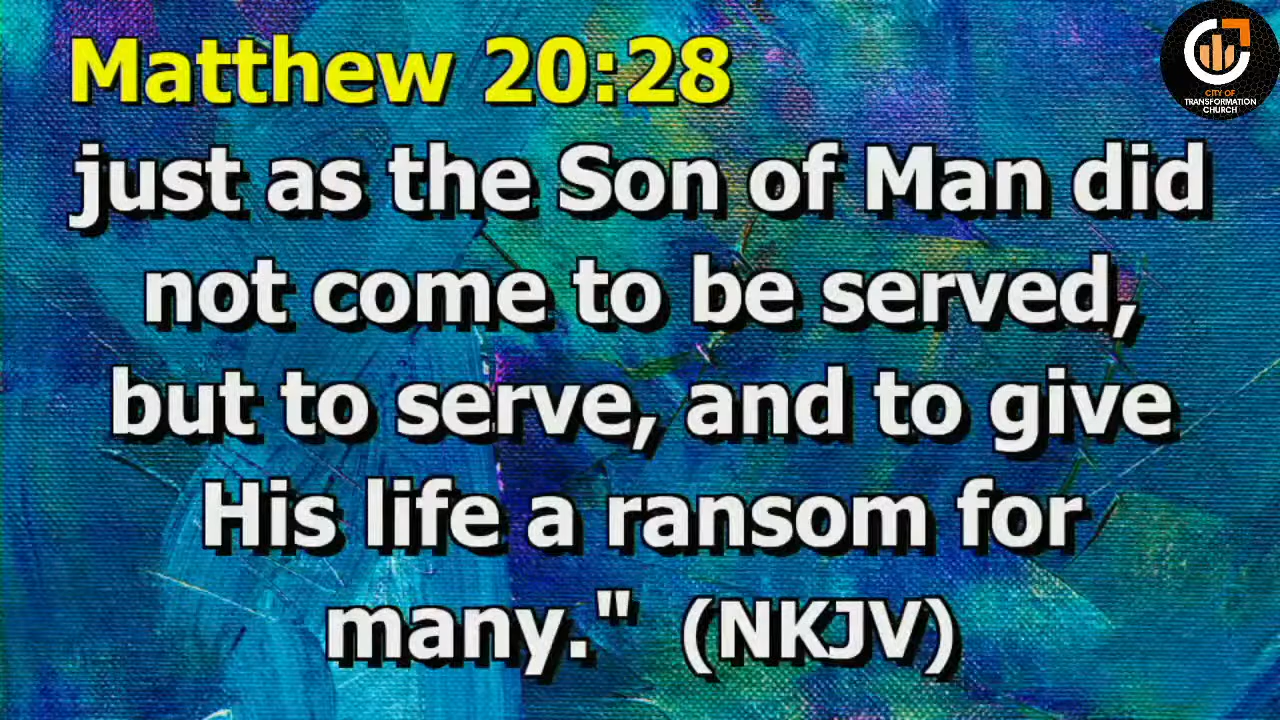 Matthew 20:28
CITY OF
TRANSFORMATION
CHURCH
just as the Son of Man did
not come to be served,
but to serve, and to give
His life a ransom for
many." (NKJV)